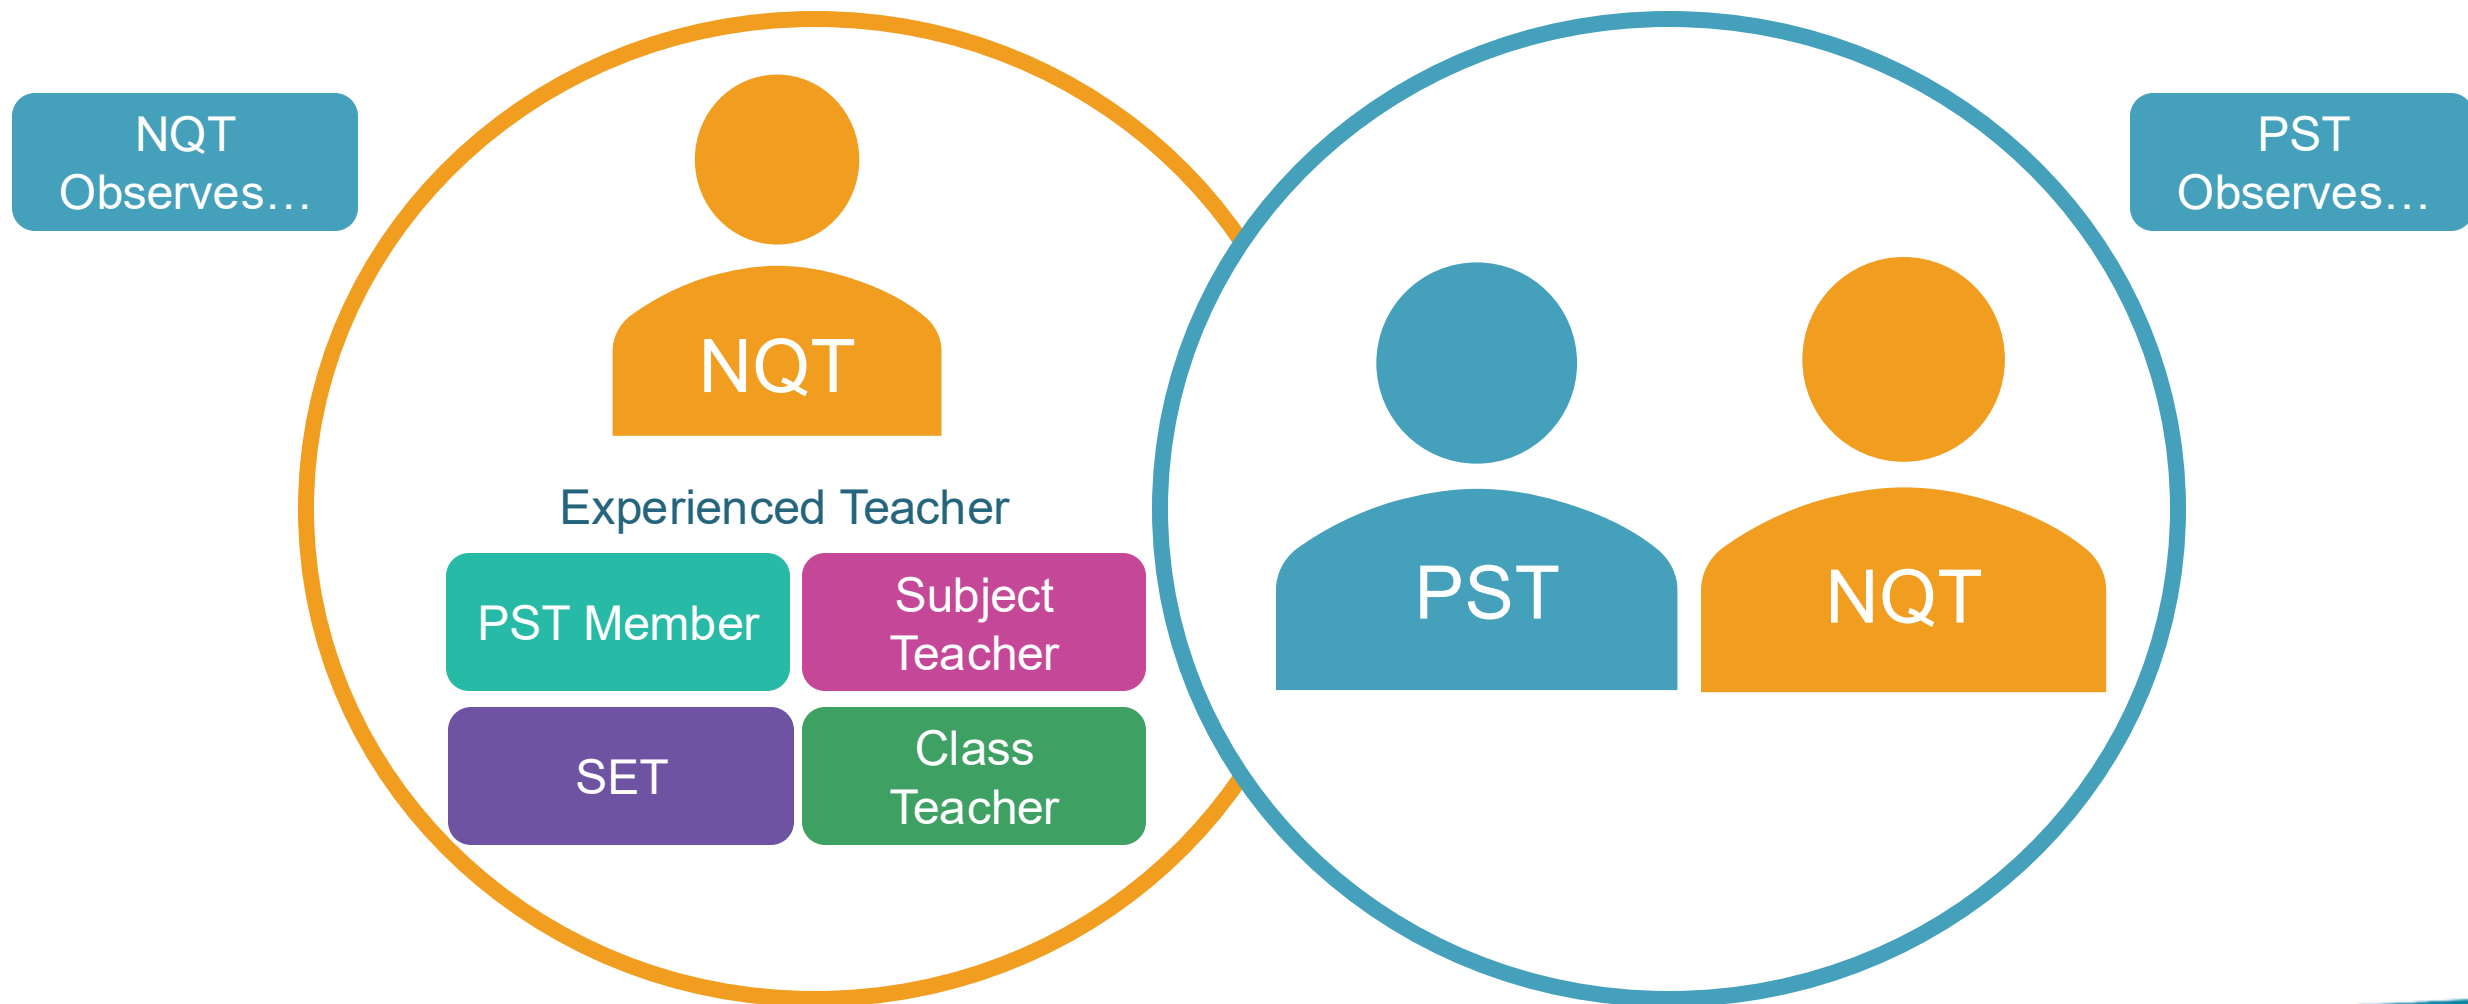 NQT
Observes…
NQT
Experienced Teacher
PST Member
Subject
Teacher
SET
Class
Teacher
PST
NQT
PST
Observes…